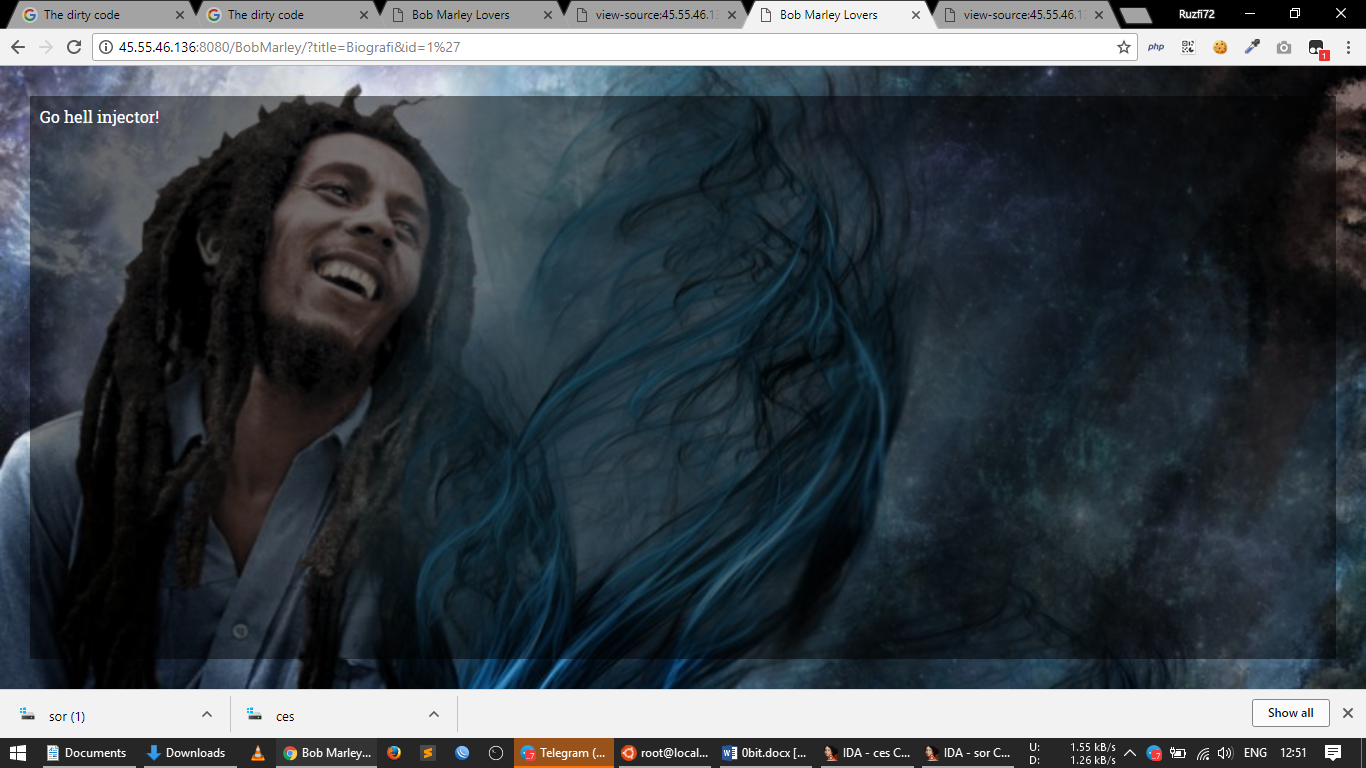 The dirty code
The dirty code
Bob Marley Lovers
view-source:45.55.46.13
Bob Marley Lovers
view-source:45.55.46.1
Ruzfi72
45.55.46.136:8080/BobMarley/?title=Biografi&id=1%27
php
1
Go hell injector!
sor (1)
ces
Show all
Documents
Downloads
Bob Marley...
Telegram (...
root@local...
0bit.docx [...
IDA - ces C...
IDA - sor C...
U: 1.55 kB/s
D: 1.26 kB/s
ENG
12:51